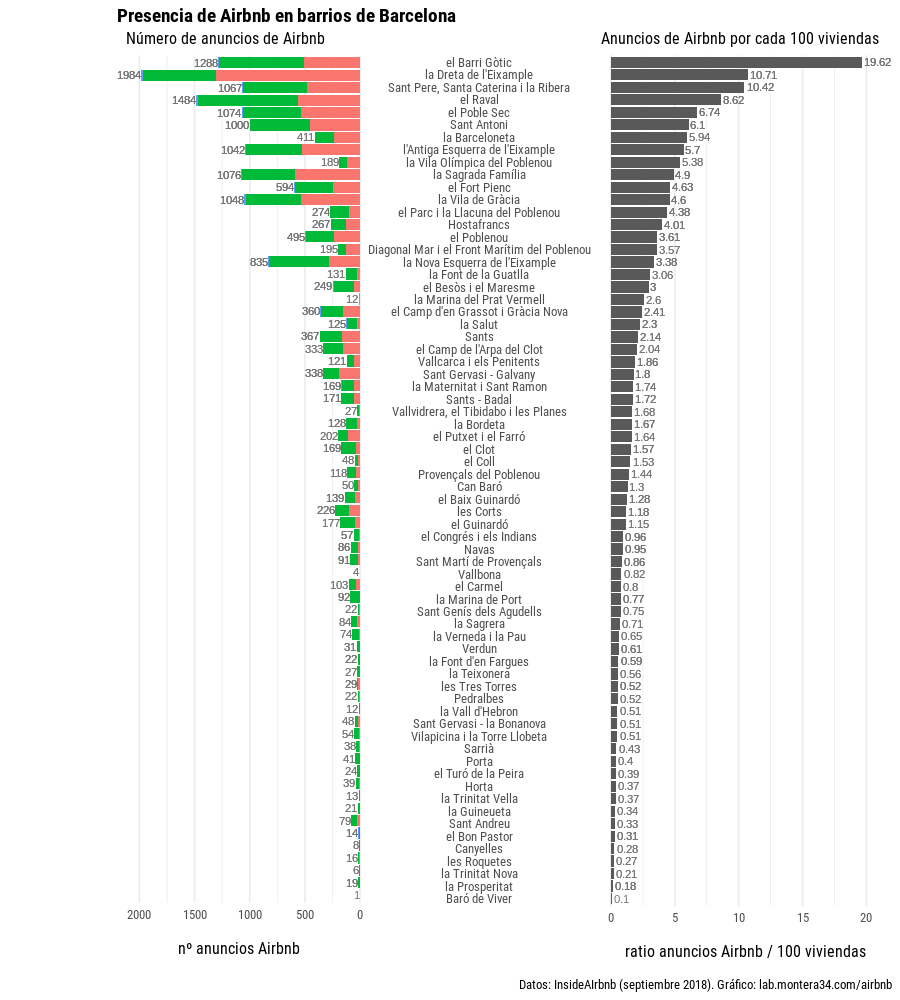 Presencia de Airbnb en barrios de Barcelona
Número de anuncios de Airbnb
Anuncios de Airbnb por cada 100 viviendas
1288 el Barri Gòtic 19.62
1984 la Dreta de l'Eixample 10.71
1067 Sant Pere, Santa Caterina i la Ribera 10.42
1484 el Raval 8.62
1074 el Poble Sec 6.74
1000 Sant Antoni 6.1
411 la Barceloneta 5.94
1042 l'Antiga Esquerra de l'Eixample 5.7
189 la Vila Olímpica del Poblenou 5.38
1076 la Sagrada Família 4.9
594 el Fort Pienc 4.63
1048 la Vila de Gràcia 4.6
274 el Parc i la Llacuna del Poblenou 4.38
267 Hostafrancs 4.01
495 el Poblenou 3.61
195 Diagonal Mar i el Front Marítim del Poblenou 3.57
835 la Nova Esquerra de l'Eixample 3.38
131 la Font de la Guatlla 3.06
249 el Besòs i el Maresme 3
12 la Marina del Prat Vermell 2.6
360 el Camp d'en Grassot i Gràcia Nova 2.41
125 la Salut 2.3
367 Sants 2.14
333 el Camp de l'Arpa del Clot 2.04
121 Vallcarca i els Penitents 1.86
338 Sant Gervasi - Galvany 1.8
169 la Maternitat i Sant Ramon 1.74
171 Sants - Badal 1.72
27 Vallvidrera, el Tibidabo i les Planes 1.68
128 la Bordeta 1.67
202 el Putxet i el Farró 1.64
169 el Clot 1.57
48 el Coll 1.53
118 Provençals del Poblenou 1.44
50 Can Baró 1.3
139 el Baix Guinardó 1.28
226 les Corts 1.18
177 el Guinardó 1.15
57 el Congrés i els Indians 0.96
86 Navas 0.95
91 Sant Martí de Provençals 0.86
4 Vallbona 0.82
103 el Carmel 0.8
92 la Marina de Port 0.77
22 Sant Genís dels Agudells 0.75
84 la Sagrera 0.71
74 la Verneda i la Pau 0.65
31 Verdun 0.61
22 la Font d'en Fargues 0.59
27 la Teixonera 0.56
29 les Tres Torres 0.52
22 Pedralbes 0.52
12 la Vall d'Hebron 0.51
48 Sant Gervasi - la Bonanova 0.51
54 Vilapicina i la Torre Llobeta 0.51
38 Sarrià 0.43
41 Porta 0.4
24 el Turó de la Peira 0.39
39 Horta 0.37
13 la Trinitat Vella 0.37
21 la Guineueta 0.34
79 Sant Andreu 0.33
14 el Bon Pastor 0.31
8 Canyelles 0.28
16 les Roquetes 0.27
6 la Trinitat Nova 0.21
19 la Prosperitat 0.18
1 Baró de Viver 0.1
2000 1500 1000 500 0
0 5 10 15 20
nº anuncios Airbnb
ratio anuncios Airbnb / 100 viviendas
Datos: InsideAIrbnb (septiembre 2018). Gráfico: lab.montera34.com/airbnb